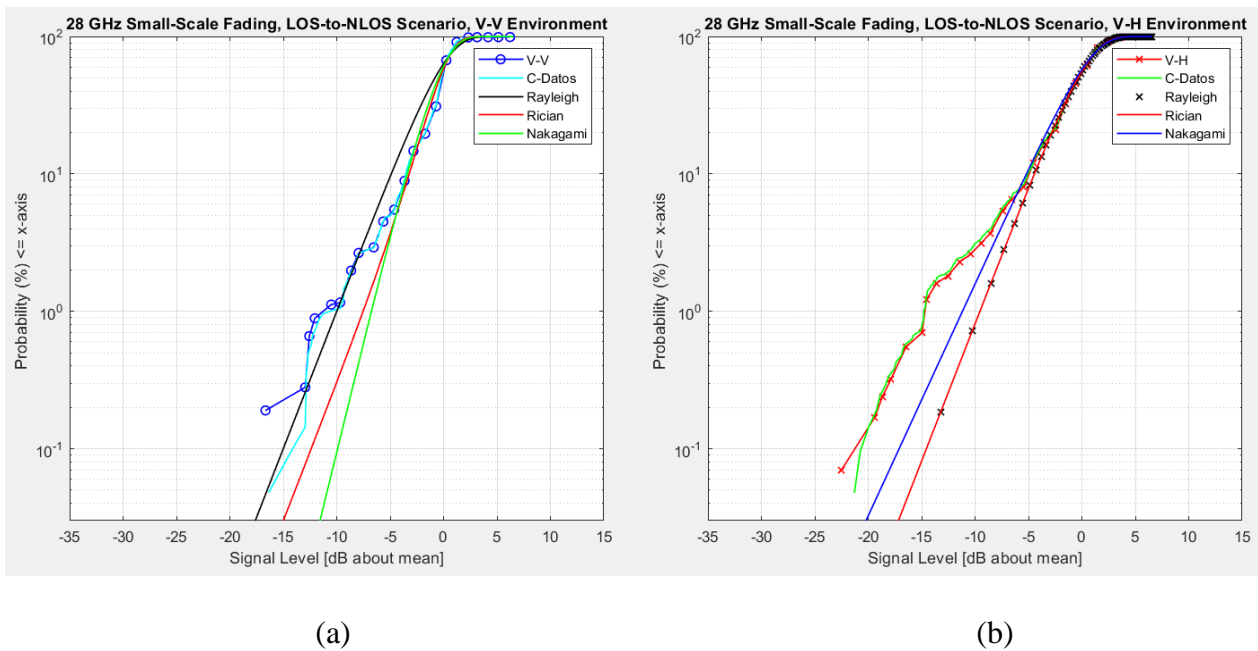 28 GHz Small-Scale Fading, LOS-to-NLOS Scenario, V-V Environment
10^2
10^1
10^0
10^-1
Probability (%) <= x-axis
V-V
C-Datos
Rayleigh
Rician
Nakagami
-35 -30 -25 -20 -15 -10 -5 0 5 10 15
Signal Level [dB about mean]
(a)
28 GHz Small-Scale Fading, LOS-to-NLOS Scenario, V-H Environment
10^2
10^1
10^0
10^-1
Probability (%) <= x-axis
V-H
C-Datos
Rayleigh
Rician
Nakagami
-35 -30 -25 -20 -15 -10 -5 0 5 10 15
Signal Level [dB about mean]
(b)